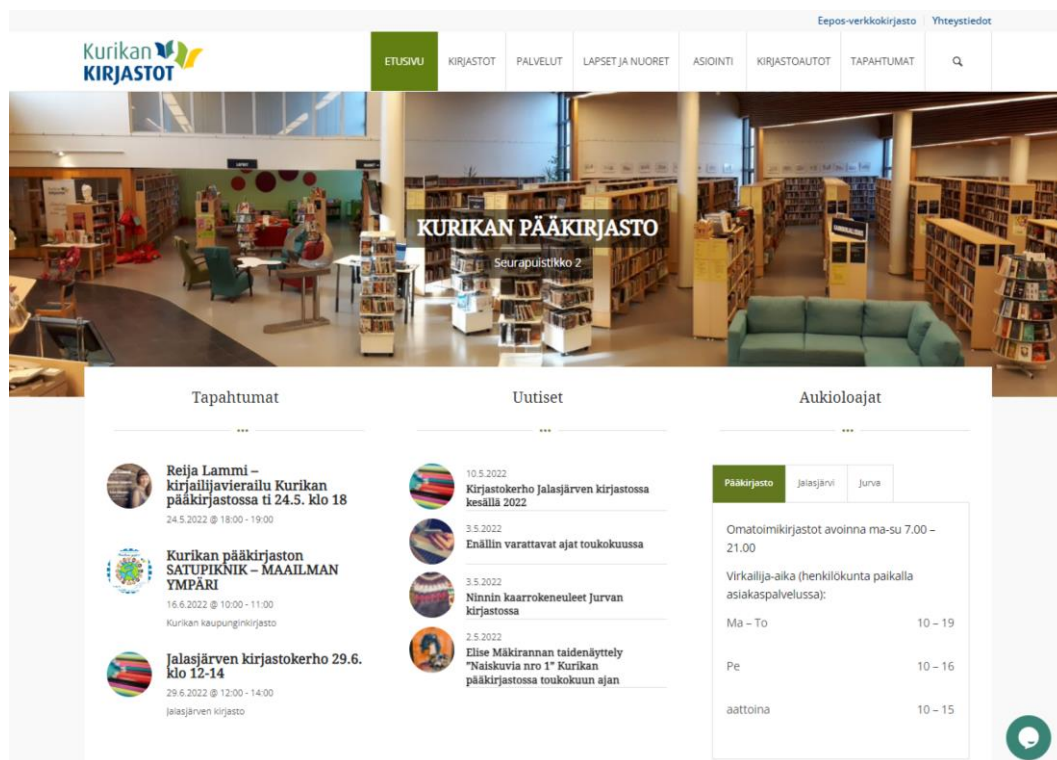 Eepos-verkkokirjasto Yhteystiedot
Kurikan
KIRJASTOT
ETUSIVU KIRJASTOT PALVELUT LAPSET JA NUORET ASIOINTI KIRJASTOAUTOT TAPAHTUMAT
KURIKAN PÄÄKIRJASTO
Seurapuistikko 2
Tapahtumat
Reija Lammi –
kirjailijavierailu Kurikan
pääkirjastossa ti 24.5. klo 18
24.5.2022 @ 18:00 - 19:00
Kurikan pääkirjaston
SATUPIKNIK – MAAILMAN
YMPÄRI
16.6.2022 @ 10:00 - 11:00
Kurikan kaupunginkirjasto
Jalasjärven kirjastokerho 29.6.
klo 12-14
29.6.2022 @ 12:00 - 14:00
Jalasjärven kirjasto
Uutiset
10.5.2022
Kirjastokerho Jalasjärven kirjastossa
kesällä 2022
3.5.2022
Enällin varattavat ajat toukokuussa
3.5.2022
Ninnin kaarrokeneuleet Jurvan
kirjastossa
2.5.2022
Elise Mäkirannan taidenäyttely
"Naiskuvia nro 1" Kurikan
pääkirjastossa toukokuun ajan
Aukioloajat
Pääkirjasto Jalasjärvi Jurva
Omatoimikirjastot avoinna ma-su 7.00 –
21.00
Virkailija-aika (henkilökunta paikalla
asiakaspalvelussa):
Ma – To 10 – 19
Pe 10 – 16
aattoina 10 – 15